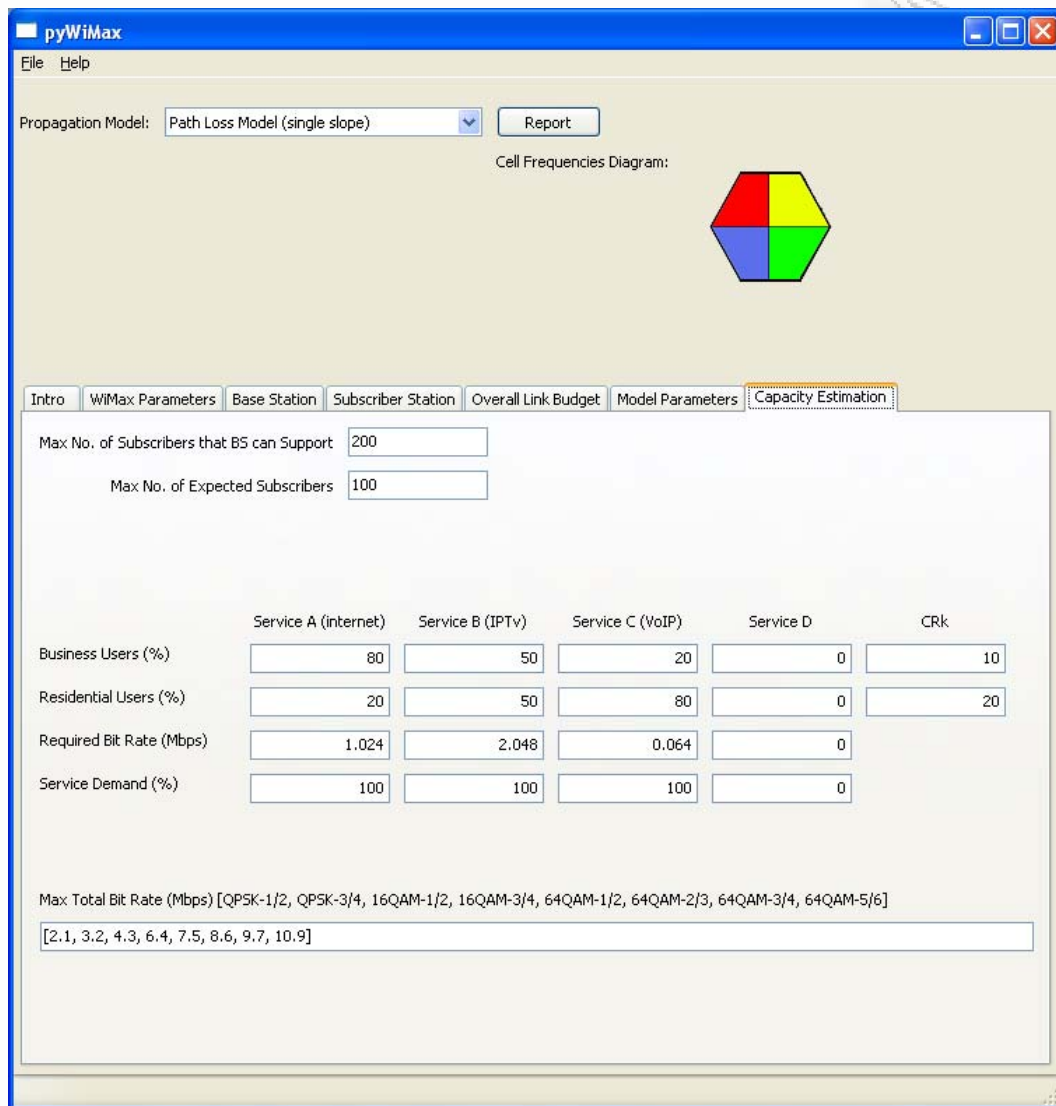 pyWiMax
File Help
Propagation Model: Path Loss Model (single slope) Report
Cell Frequencies Diagram:
Intro WiMax Parameters Base Station Subscriber Station Overall Link Budget Model Parameters Capacity Estimation
Max No. of Subscribers that BS can Support 200
Max No. of Expected Subscribers 100
Service A (internet) Service B (IPTv) Service C (VoIP) Service D CRk
Business Users (%) 80 50 20 0 10
Residential Users (%) 20 50 80 0 20
Required Bit Rate (Mbps) 1.024 2.048 0.064 0
Service Demand (%) 100 100 100 0
Max Total Bit Rate (Mbps) [QPSK-1/2, QPSK-3/4, 16QAM-1/2, 16QAM-3/4, 64QAM-1/2, 64QAM-2/3, 64QAM-3/4, 64QAM-5/6]
[2.1, 3.2, 4.3, 6.4, 7.5, 8.6, 9.7, 10.9]